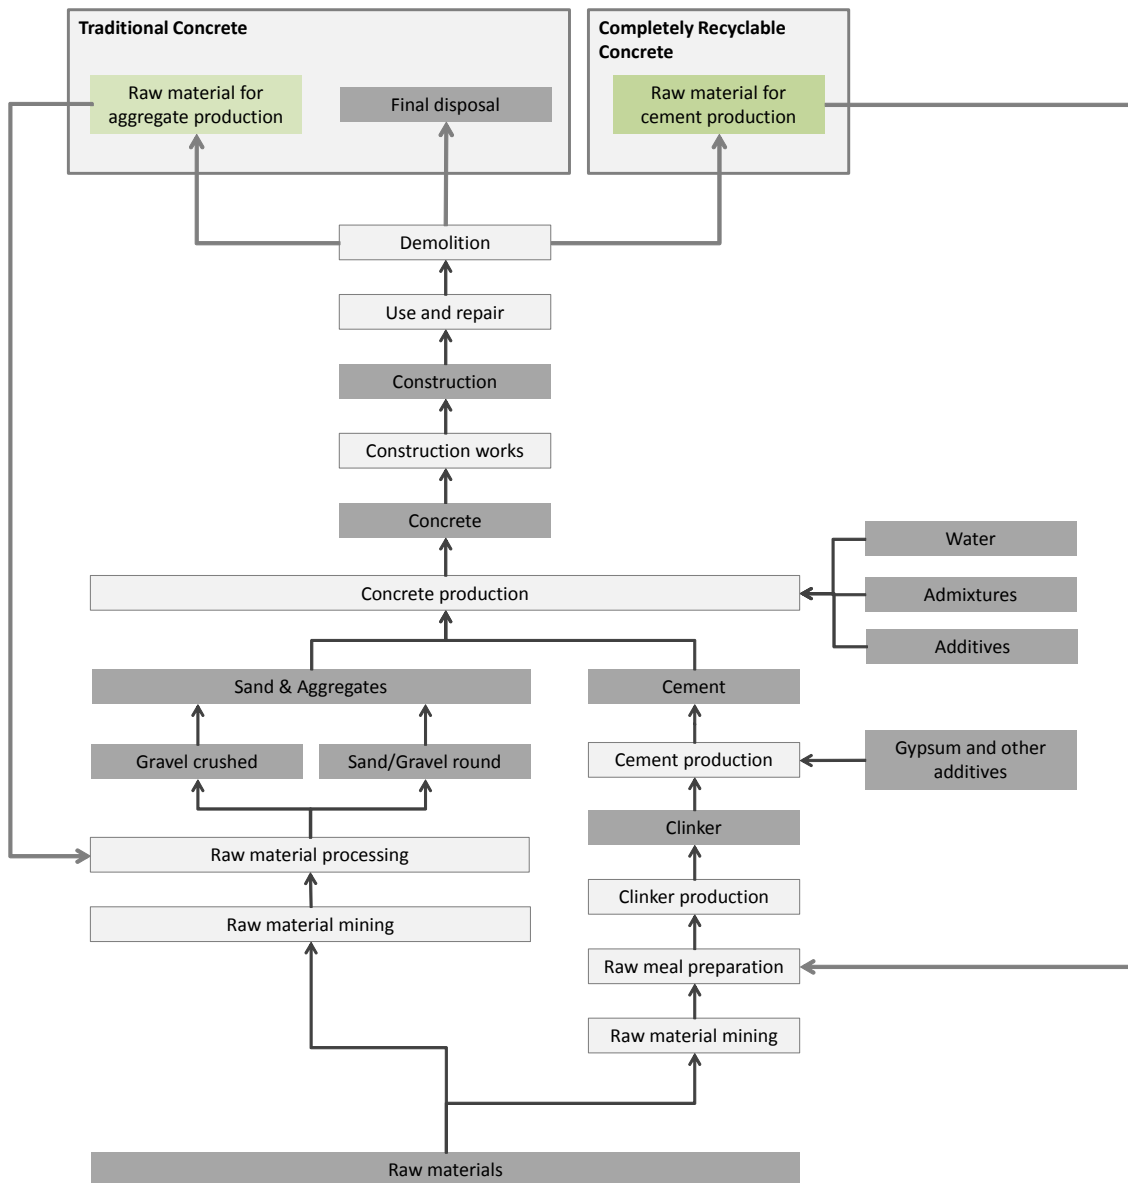 Traditional Concrete
Completely Recyclable
Concrete
Raw material for
aggregate production
Final disposal
Raw material for
cement production
Demolition
Use and repair
Construction
Construction works
Concrete
Water
Concrete production
Admixtures
Additives
Sand & Aggregates
Cement
Gravel crushed
Sand/Gravel round
Cement production
Gypsum and other
additives
Clinker
Raw material processing
Clinker production
Raw material mining
Raw meal preparation
Raw material mining
Raw materials